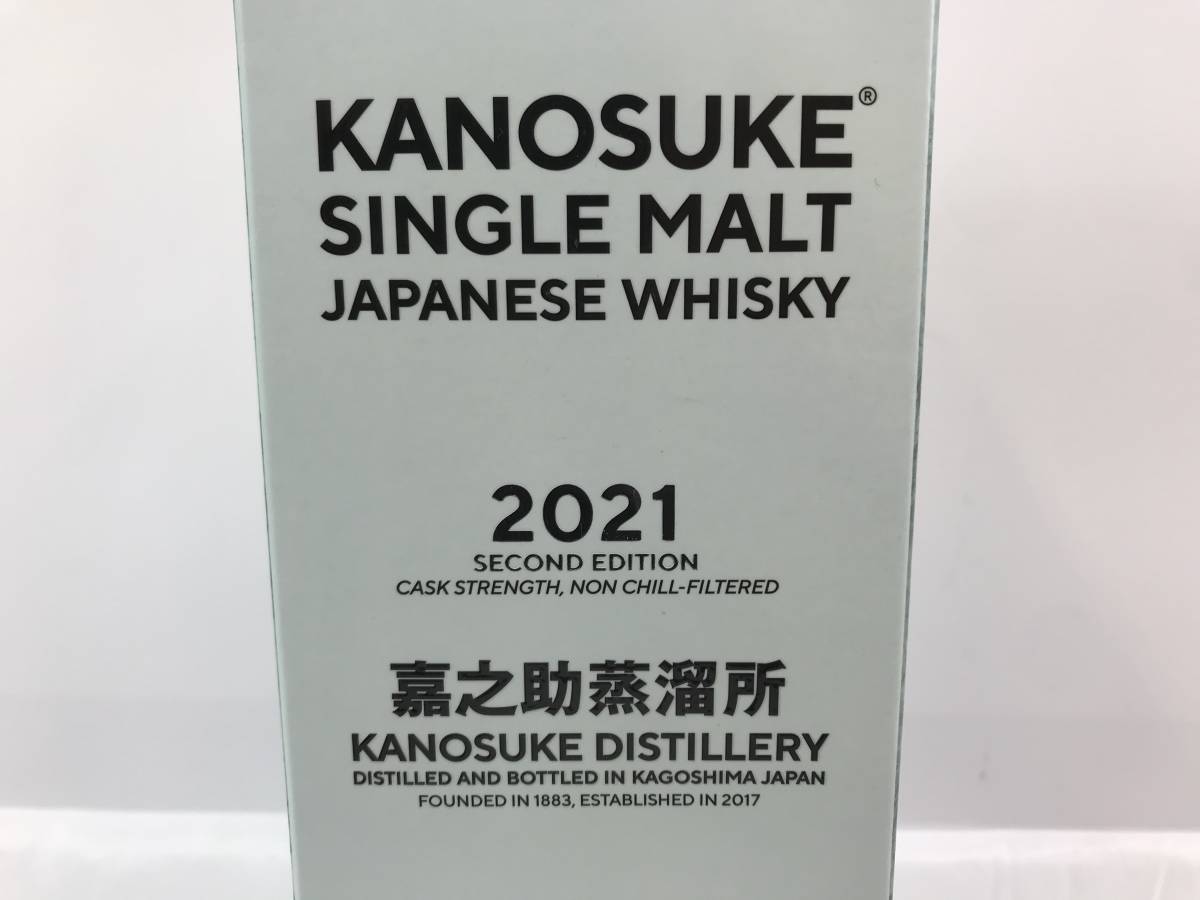 KANOSUKE®
SINGLE MALT
JAPANESE WHISKY
2021
SECOND EDITION
CASK STRENGTH, NON CHILL-FILTERED
嘉之助蒸溜所
KANOSUKE DISTILLERY
DISTILLED AND BOTTLED IN KAGOSHIMA JAPAN
FOUNDED IN 1883, ESTABLISHED IN 2017